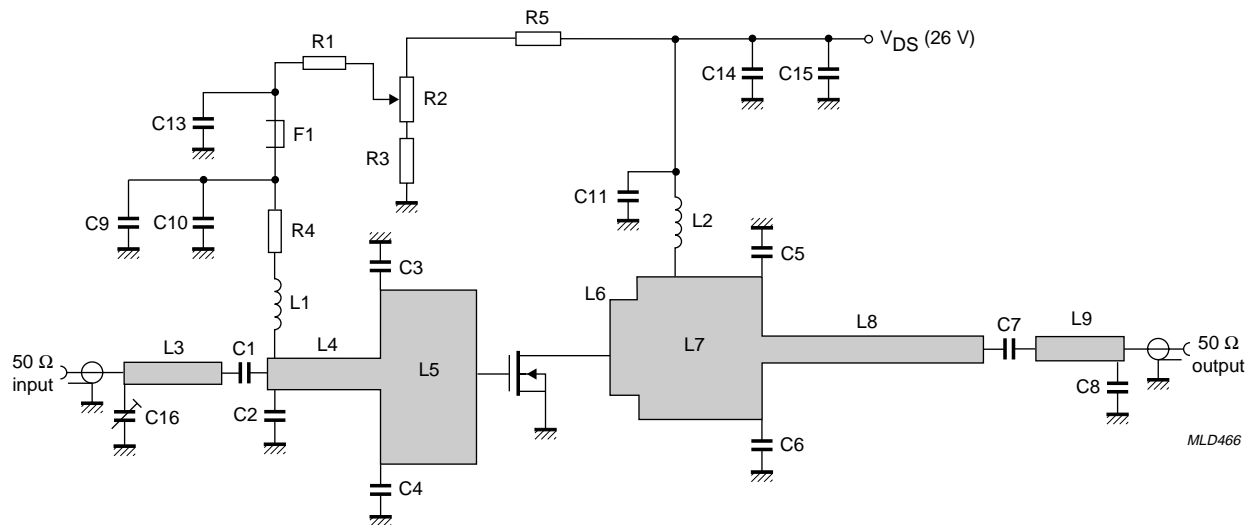 R5
R1
V_DS (26 V)
C14
C15
R2
C13
F1
R3
C11
C9
C10
R4
L2
C3
C5
L1
L6
C7
L9
L8
C1
L4
L3
50 Ω
input
L5
L7
50 Ω
output
C8
C16
C2
C6
MLD466
C4